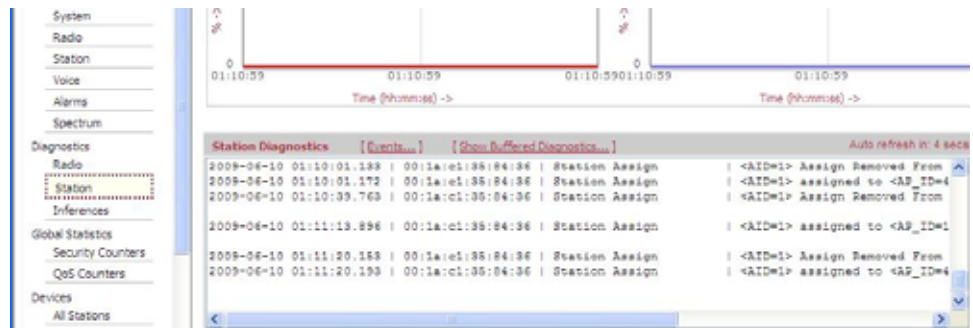 System
Radio
Station
Voice
Alarms
Spectrum
Diagnostics
Radio
Station
Inferences
Global Statistics
Security Counters
QoS Counters
Devices
All Stations
% ->
0
01:10:59 01:10:59 01:10:59
Time (hh:mm:ss) ->
% ->
0
01:10:59 01:10:59
Time (hh:mm:ss) ->
Station Diagnostics [Events...] [Show Buffered Diagnostics...] Auto refresh in: 4 secs
2009-06-10 01:10:01.133 | 00:1a:c1:35:84:36 | Station Assign | <AID=1> Assign Removed From
2009-06-10 01:10:01.172 | 00:1a:c1:35:84:36 | Station Assign | <AID=1> assigned to <AP_ID=4
2009-06-10 01:10:39.763 | 00:1a:c1:35:84:36 | Station Assign | <AID=1> Assign Removed From
2009-06-10 01:11:13.896 | 00:1a:c1:35:84:36 | Station Assign | <AID=1> assigned to <AP_ID=1
2009-06-10 01:11:20.153 | 00:1a:c1:35:84:36 | Station Assign | <AID=1> Assign Removed From
2009-06-10 01:11:20.193 | 00:1a:c1:35:84:36 | Station Assign | <AID=1> assigned to <AP_ID=4